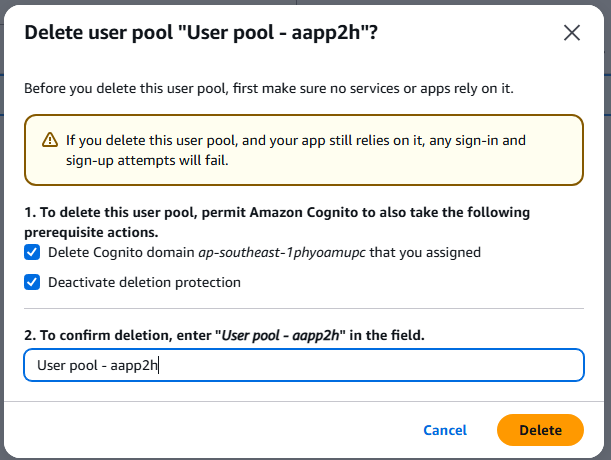 Delete user pool "User pool - aapp2h"?
Before you delete this user pool, first make sure no services or apps rely on it.
If you delete this user pool, and your app still relies on it, any sign-in and
sign-up attempts will fail.
1. To delete this user pool, permit Amazon Cognito to also take the following
prerequisite actions.
Delete Cognito domain ap-southeast-1phyoamupc that you assigned
Deactivate deletion protection
2. To confirm deletion, enter "User pool - aapp2h" in the field.
User pool - aapp2h
Cancel
Delete